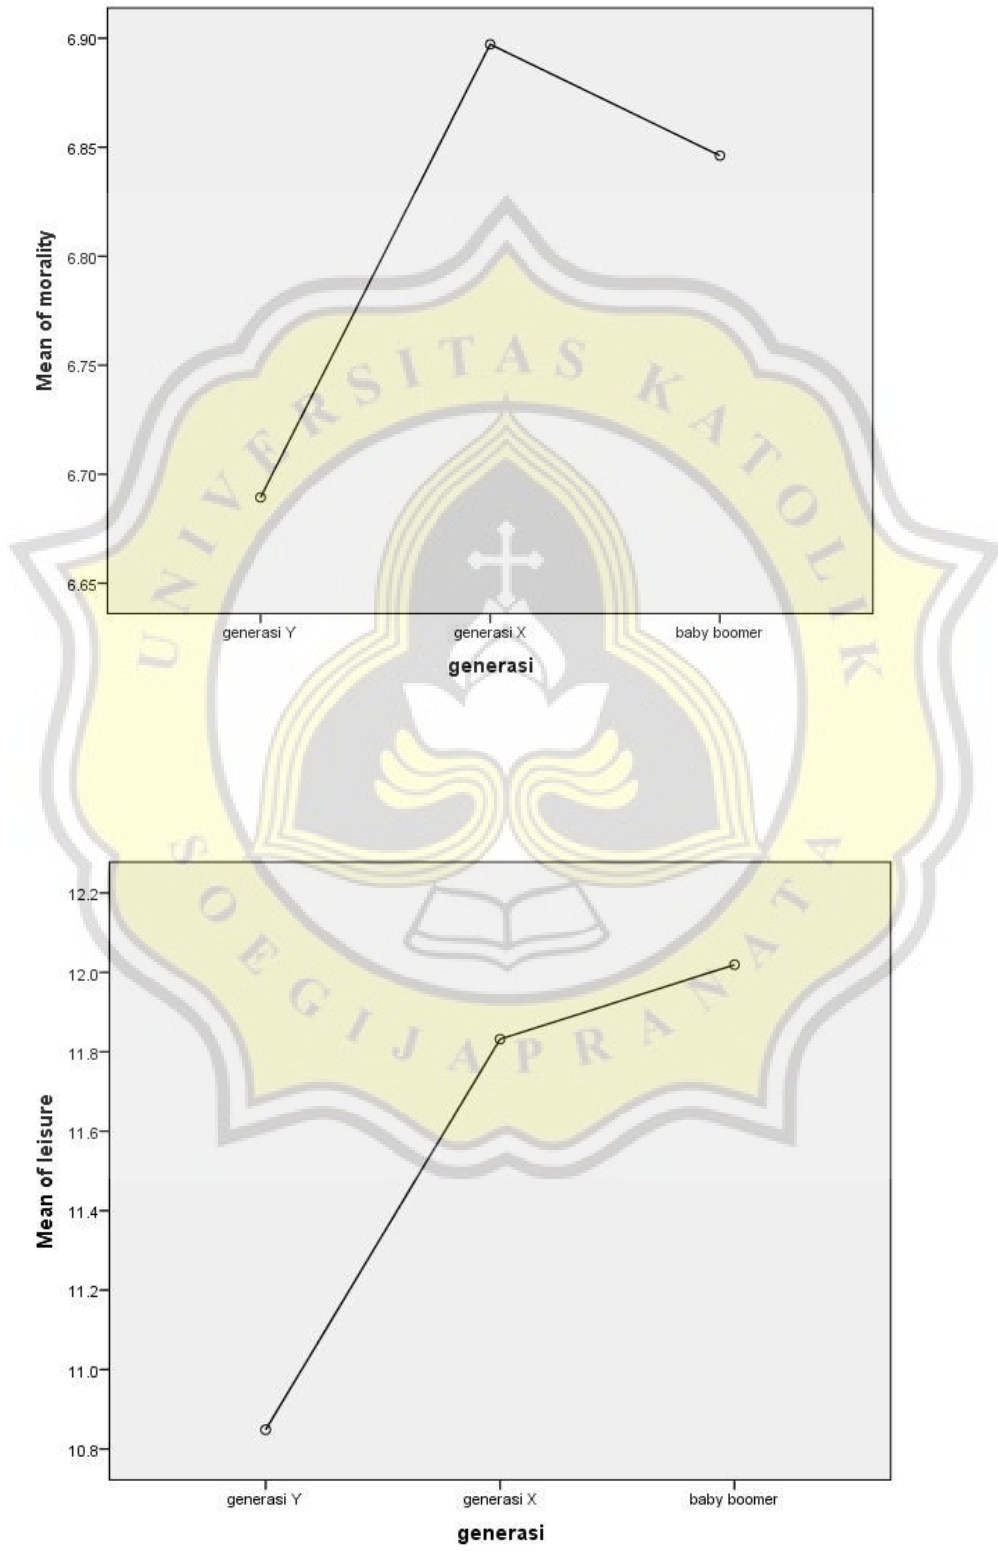 6.90
6.85
6.80
6.75
6.70
6.65
Mean of morality
generasi Y generasi X baby boomer
generasi
UNIVERSITAS KATOLIK
SOEGIJAPRANATA
12.2
12.0
11.8
11.6
11.4
11.2
11.0
10.8
Mean of leisure
generasi Y generasi X baby boomer
generasi